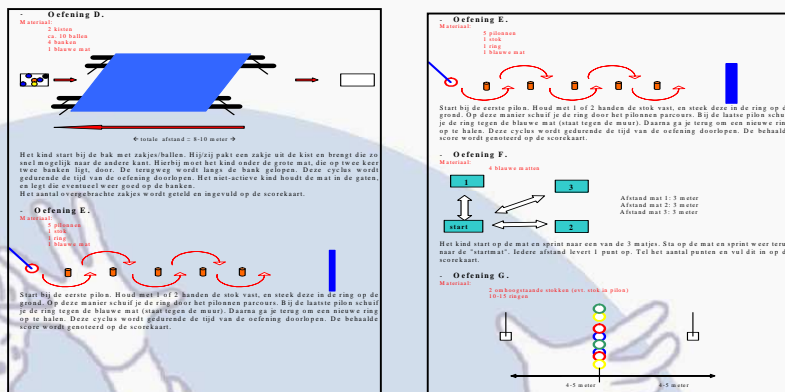 - Oefening D.
Materiaal:
2 kisten
ca. 10 ballen
4 banken
1 blauwe mat
← totale afstand = 8-10 meter →
Het kind start bij de bak met zakjes/ballen. Hij/zij pakt een zakje uit de kist en brengt die zo
snel mogelijk naar de andere kant. Hierbij moet het kind onder de grote mat, die op twee keer
twee banken ligt, door. De terugweg wordt langs de bank gelopen. Deze cyclus wordt
gedurende de tijd van de oefening doorlopen. Het niet-actieve kind houdt de mat in de gaten,
en legt die eventueel weer goed op de banken.
Het aantal overgebrachte zakjes wordt geteld en ingevuld op de scorekaart.
- Oefening E.
Materiaal:
5 pilonnen
1 stok
1 ring
1 blauwe mat
Start bij de eerste pilon. Houd met 1 of 2 handen de stok vast, en steek deze in de ring op de
grond. Op deze manier schuif je de ring door het pilonnen parcours. Bij de laatste pilon schuif
je de ring tegen de blauwe mat (staat tegen de muur). Daarna ga je terug om een nieuwe ring
op te halen. Deze cyclus wordt gedurende de tijd van de oefening doorlopen. De behaalde
score wordt genoteerd op de scorekaart.
- Oefening E.
Materiaal:
5 pilonnen
1 stok
1 ring
1 blauwe mat
Start bij de eerste pilon. Houd met 1 of 2 handen de stok vast, en steek deze in de ring op d
grond. Op deze manier schuif je de ring door het pilonnen parcours. Bij de laatste pilon schu
je de ring tegen de blauwe mat (staat tegen de muur). Daarna ga je terug om een nieuwe rin
op te halen. Deze cyclus wordt gedurende de tijd van de oefening doorlopen. De behaald
score wordt genoteerd op de scorekaart.
- Oefening F.
Materiaal:
4 blauwe matten
1
3
start
2
Afstand mat 1: 3 meter
Afstand mat 2: 3 meter
Afstand mat 3: 5 meter
Het kind start op de mat en sprint naar een van de 3 matjes. Sta op de mat en sprint weer teru
naar de "startmat". Iedere afstand levert 1 punt op. Tel het aantal punten en vul dit in op d
scorekaart.
- Oefening G.
Materiaal:
2 omhoogstaande stokken (evt. stok in pilon)
10-15 ringen
4-5 meter
4-5 meter